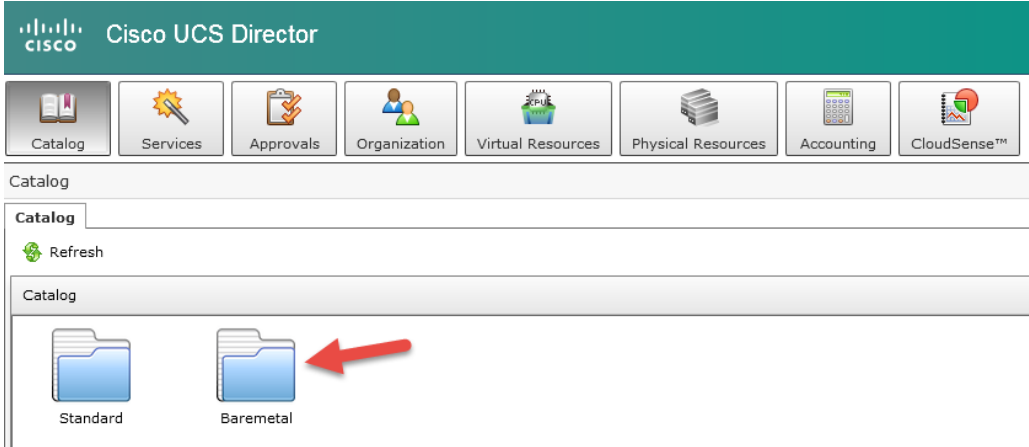 CISCO Cisco UCS Director
CPU
Catalog Services Approvals Organization Virtual Resources Physical Resources Accounting CloudSense™
Catalog
Catalog
Refresh
Catalog
Standard Baremetal